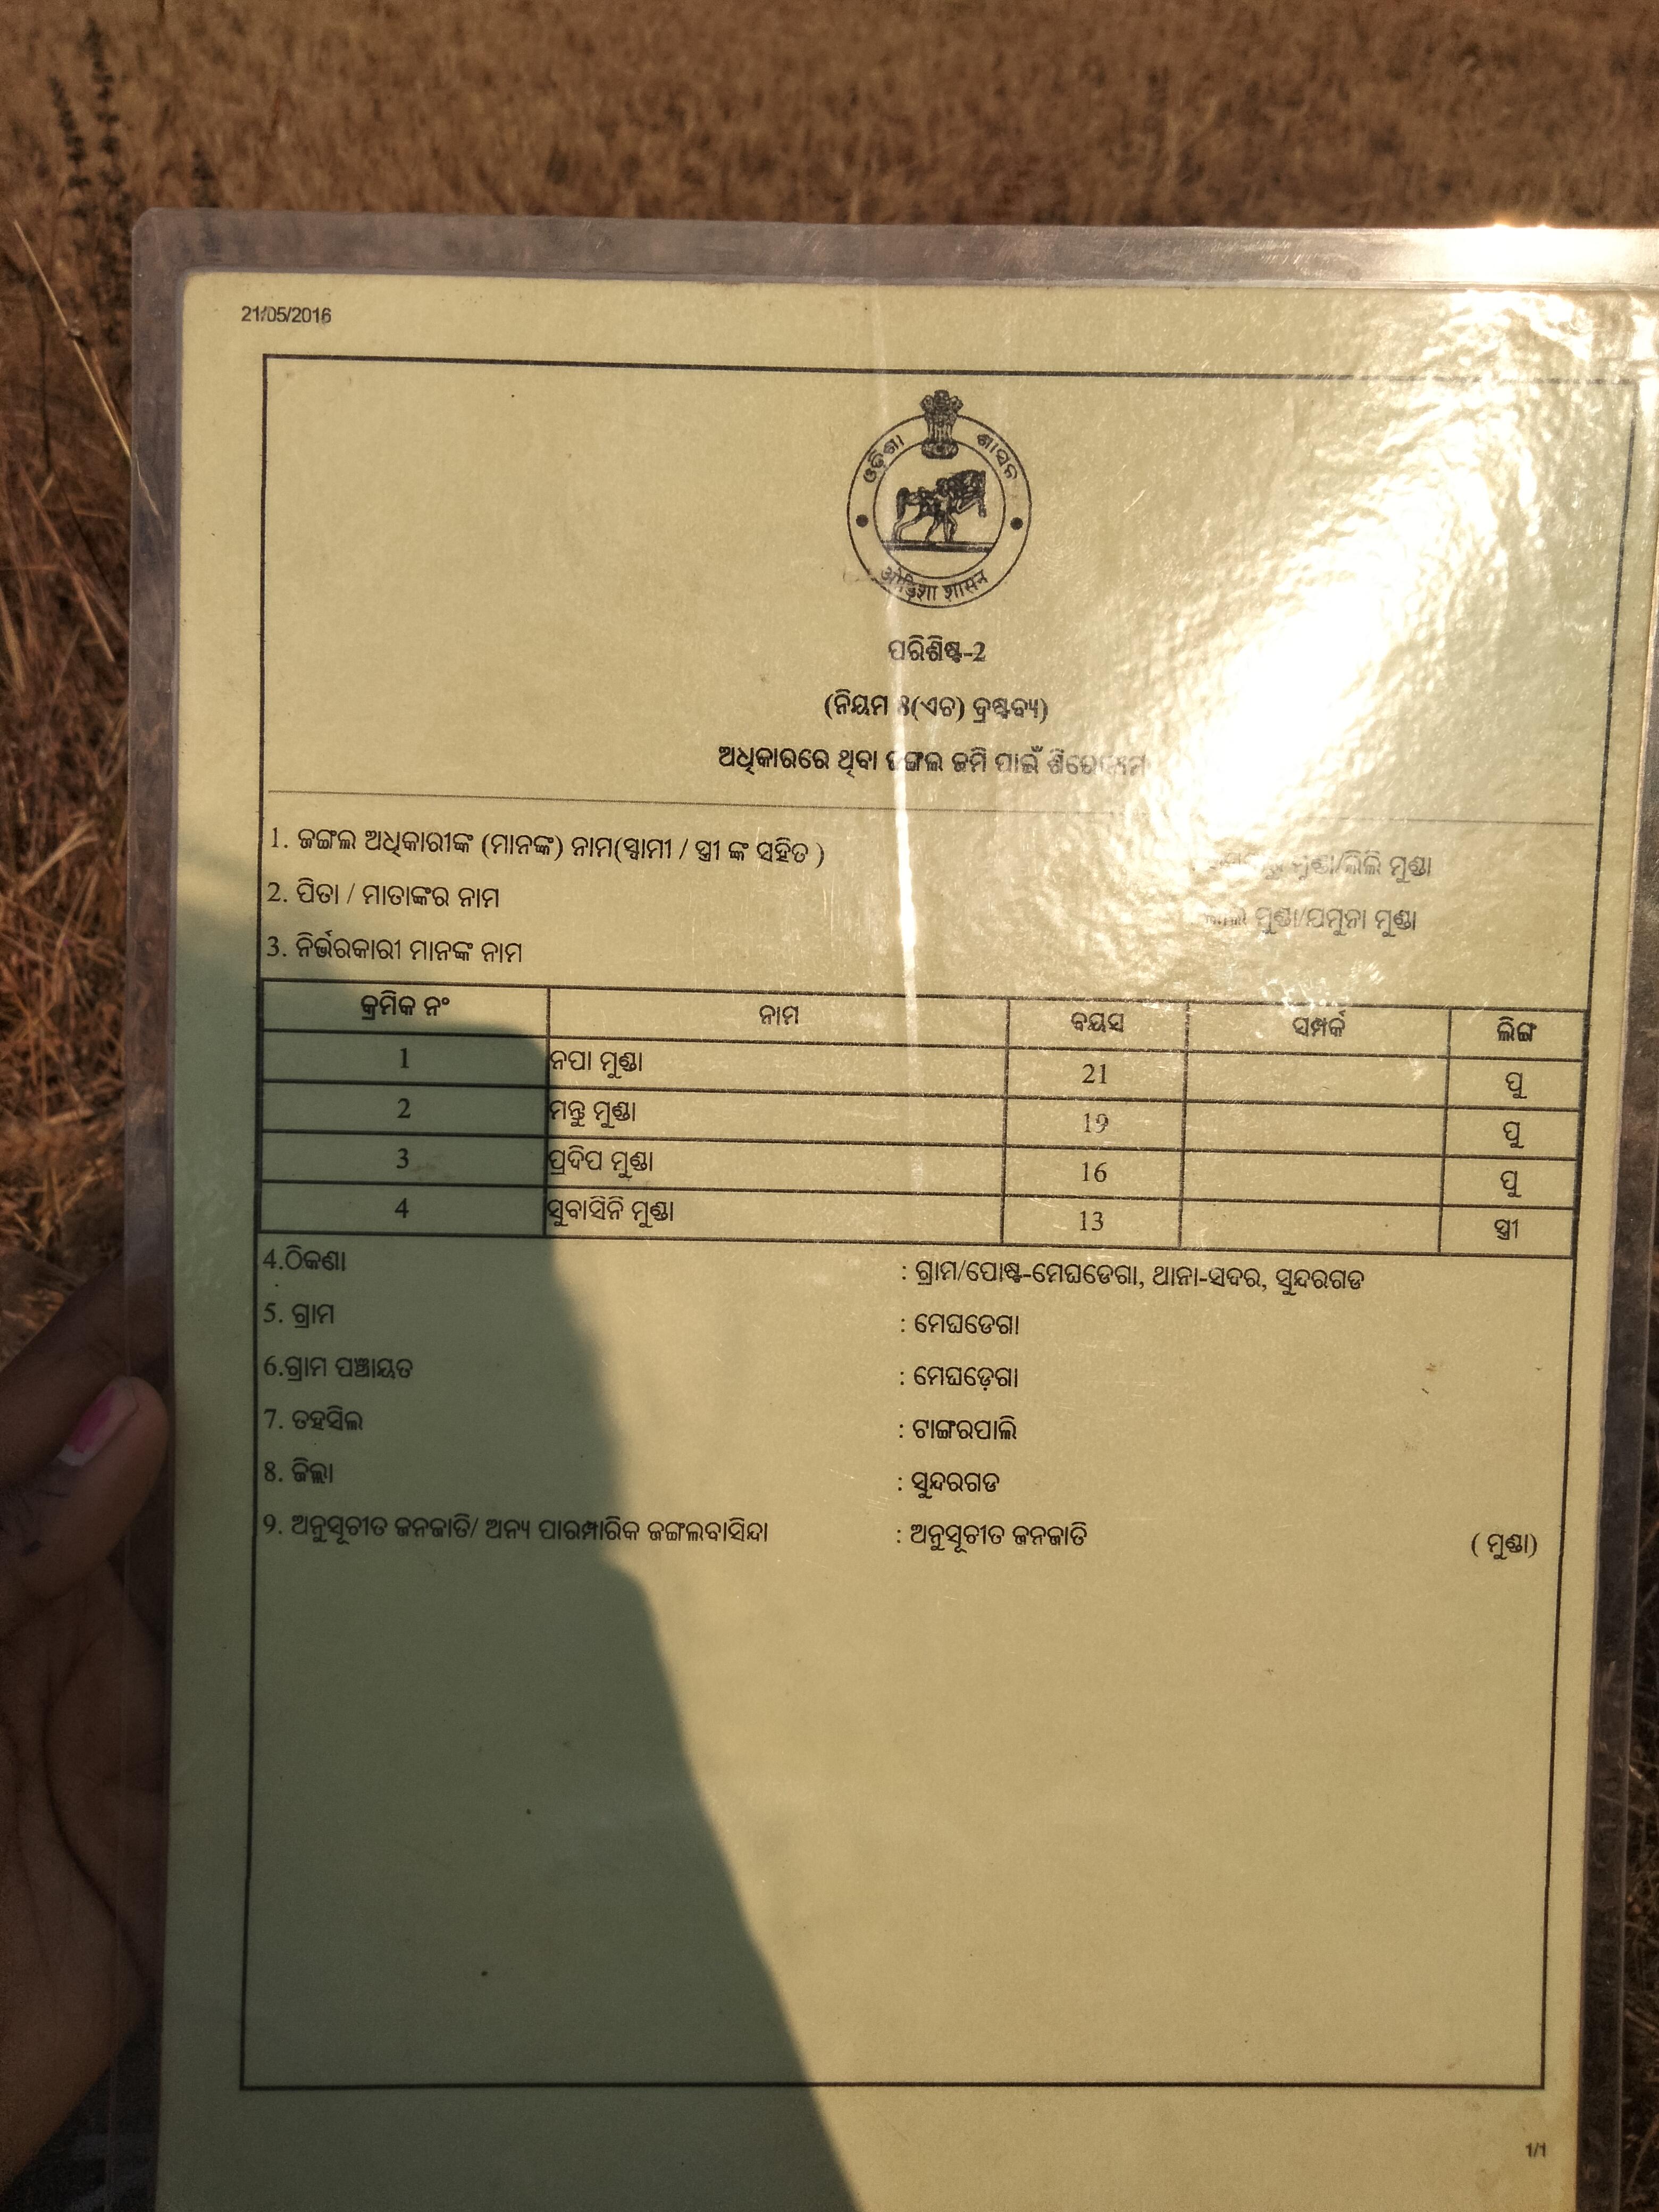 21/05/2016
ଓଡ଼ିଶା ଶାସନ
ओड़िशा शासन
ପରିଶିଷ୍ଟ-2
(ନିୟମ (ଏଚ) ଦ୍ରଷ୍ଟବ୍ୟ)
ଅଧିକାରରେ ଥିବା ଜଙ୍ଗଲ ଜମି ପାଇଁ
1. ଜଙ୍ଗଲ ଅଧିକାରୀଙ୍କ (ମାନଙ୍କ) ନାମ(ସ୍ଵାମୀ / ସ୍ତ୍ରୀ ଙ୍କ ସହିତ ) ମୁଣ୍ଡା/ଲିଲି ମୁଣ୍ଡା
2. ପିତା / ମାତାଙ୍କର ନାମ ମୁଣ୍ଡା/ଯମୁନା ମୁଣ୍ଡା
3. ନିର୍ଭରକାରୀ ମାନଙ୍କ ନାମ
କ୍ରମିକ ନଂ ନାମ ବୟସ ସମ୍ପର୍କ ଲିଙ୍ଗ
1 ନପା ମୁଣ୍ଡା 21 ପୁ
2 ମନ୍ତୁ ମୁଣ୍ଡା 19 ପୁ
3 ପ୍ରଦିପ ମୁଣ୍ଡା 16 ପୁ
4 ସୁବାସିନି ମୁଣ୍ଡା 13 ସ୍ତ୍ରୀ
4.ଠିକଣା : ଗ୍ରାମ/ପୋଷ୍ଟ-ମେଘଡେଗା, ଥାନା-ସଦର, ସୁନ୍ଦରଗଡ
5. ଗ୍ରାମ : ମେଘଡେଗା
6.ଗ୍ରାମ ପଞ୍ଚାୟତ : ମେଘଡ଼େଗା
7. ତହସିଲ : ଟାଙ୍ଗରପାଲି
8. ଜିଲ୍ଲା : ସୁନ୍ଦରଗଡ
9. ଅନୁସୂଚୀତ ଜନଜାତି/ ଅନ୍ୟ ପାରମ୍ପାରିକ ଜଙ୍ଗଲବାସିନ୍ଦା : ଅନୁସୂଚୀତ ଜନଜାତି ( ମୁଣ୍ଡା)
1/1